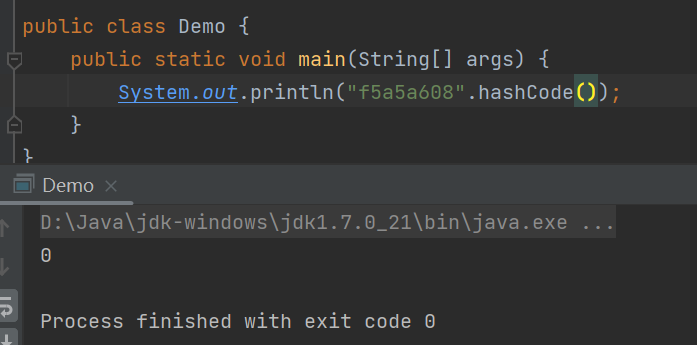 public class Demo {
public static void main(String[] args) {
System.out.println("f5a5a608".hashCode());
}
}
Demo
D:\Java\jdk-windows\jdk1.7.0_21\bin\java.exe ...
0
Process finished with exit code 0